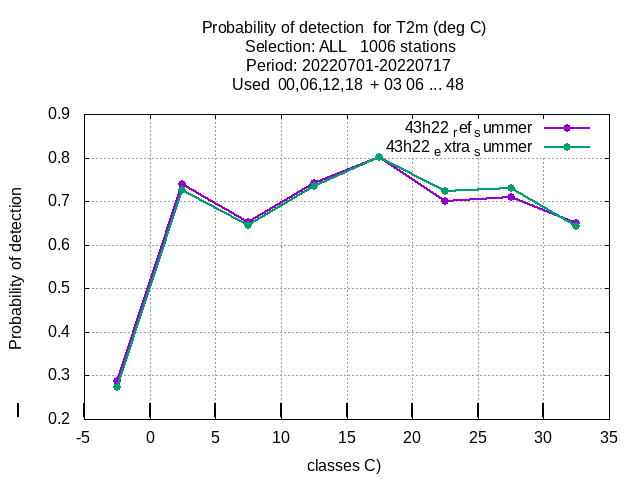 Probability of detection  for T2m (deg C)
Selection: ALL   1006 stations
Period: 20220701-20220717
Used  00,06,12,18  + 03 06 ... 48
43h22 ref summer
43h22 extra summer
Probability of detection
0.9
0.8
0.7
0.6
0.5
0.4
0.3
0.2
-5 0 5 10 15 20 25 30 35
classes C)